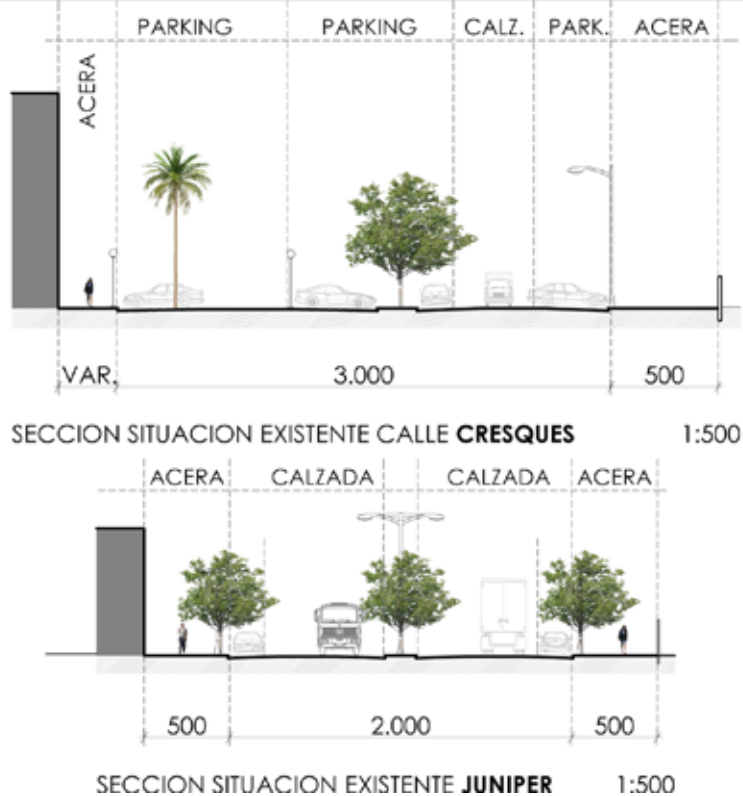 PARKING PARKING CALZ. PARK. ACERA
ACERA
VAR. 3.000 500
SECCION SITUACION EXISTENTE CALLE CRESQUES 1:500
ACERA CALZADA CALZADA ACERA
500 2.000 500
SECCION SITUACION EXISTENTE JUNIPER 1:500